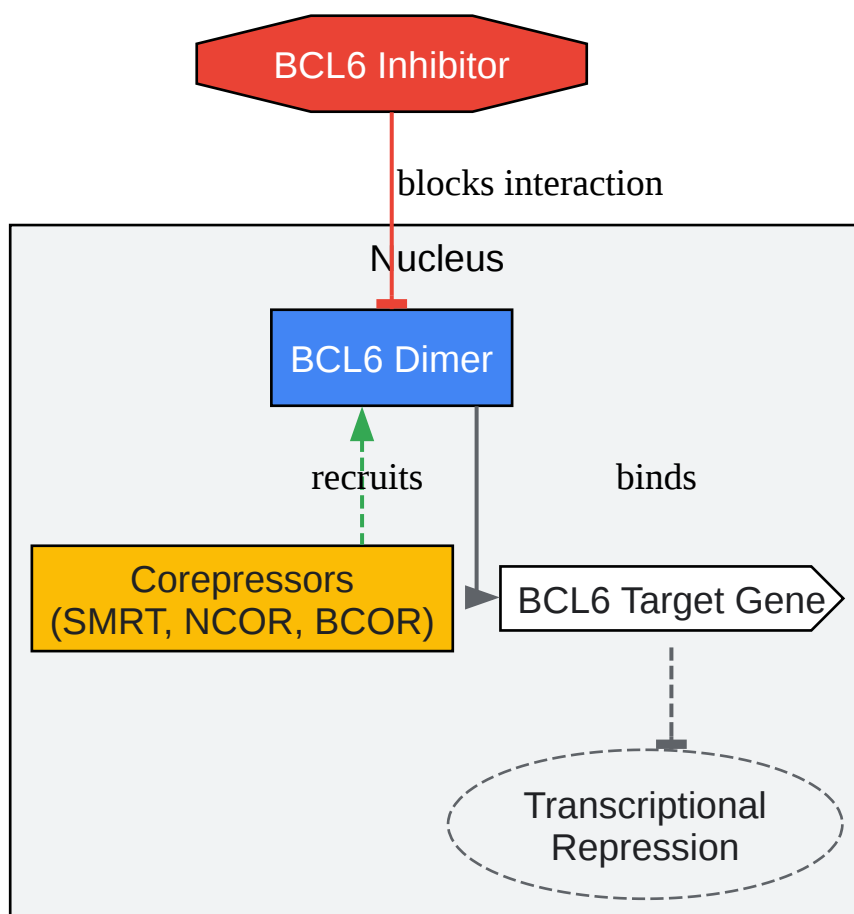 BCL6 Inhibitor
blocks interaction
Nucleus
BCL6 Dimer
recruits
binds
Corepressors
(SMRT, NCOR, BCOR)
BCL6 Target Gene
Transcriptional
Repression